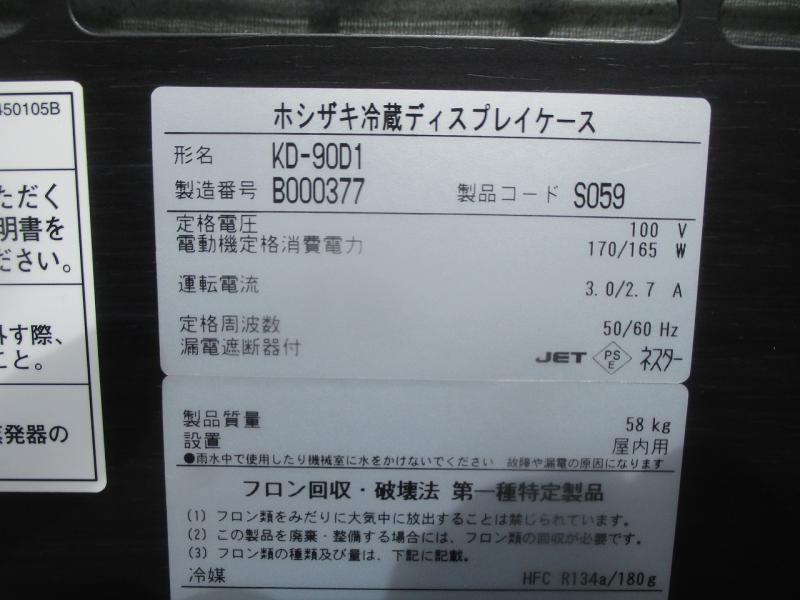 450105B
ただく
明書を
ださい。
外す際、
こと。
発器の
ホシザキ冷蔵ディスプレイケース
形名 KD-90D1
製造番号 B000377 製品コード S059
定格電圧 100 V
電動機定格消費電力 170/165 W
運転電流 3.0/2.7 A
定格周波数 50/60 Hz
漏電遮断器付 JET PS E ネスター
製品質量 58 kg
設置 屋内用
●雨水中で使用したり機械室に水をかけないでください 故障や漏電の原因になります
フロン回収・破壊法 第一種特定製品
(1) フロン類をみだりに大気中に放出することは禁じられています。
(2) この製品を廃棄・整備する場合には、フロン類の回収が必要です。
(3) フロン類の種類及び量は、下記に記載。
冷媒 HFC R134a/180g